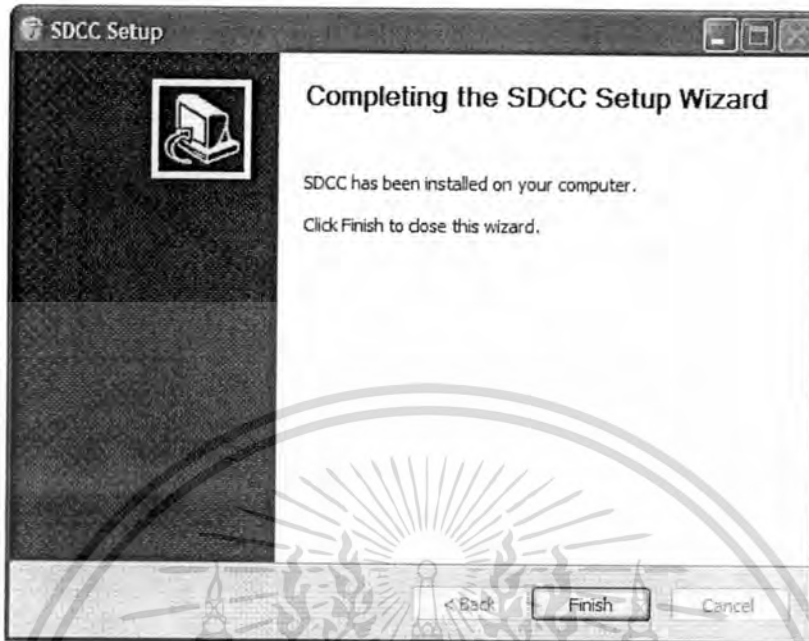 SDCC Setup
Completing the SDCC Setup Wizard
SDCC has been installed on your computer.
Click Finish to close this wizard.
< Back
Finish
Cancel